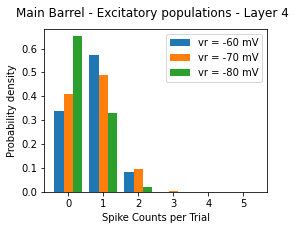 Main Barrel - Excitatory populations - Layer 4
vr = -60 mV
vr = -70 mV
vr = -80 mV
Probability density
0.6
0.5
0.4
0.3
0.2
0.1
0.0
0 1 2 3 4 5
Spike Counts per Trial